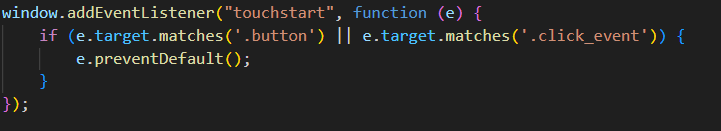 window.addEventListener("touchstart", function (e) {
    if (e.target.matches('.button') || e.target.matches('.click_event')) {
        e.preventDefault();
    }
});